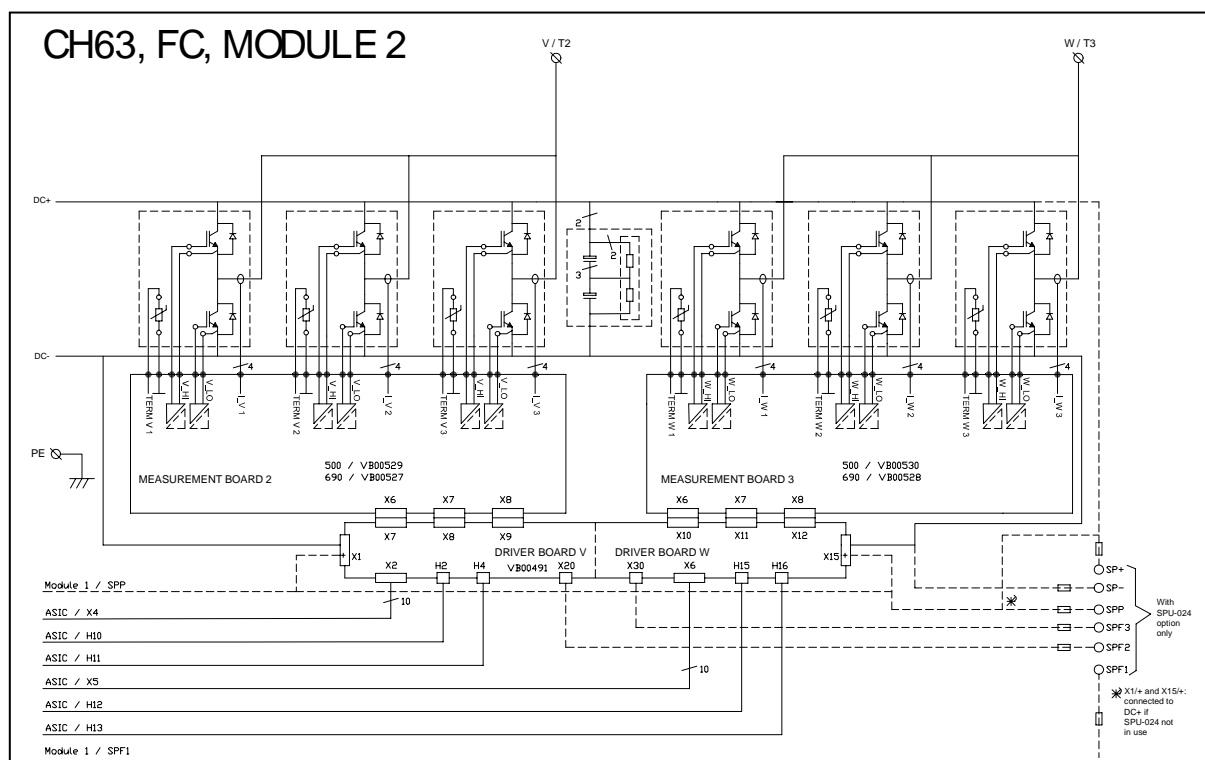 CH63, FC, MODULE 2
V / T2
W / T3
DC+
2
2
3
DC-
4
4
4
4
4
4
TERM V 1
V_HI
V_LO
I_V 1
TERM V 2
V_HI
V_LO
I_V 2
TERM V 3
V_HI
V_LO
I_V 3
TERM W 1
W_HI
W_LO
I_W 1
TERM W 2
W_HI
W_LO
I_W 2
TERM W 3
W_HI
W_LO
I_W 3
PE
MEASUREMENT BOARD 2
500 / VB00529
690 / VB00527
MEASUREMENT BOARD 3
500 / VB00530
690 / VB00528
X6
X7
X8
X6
X7
X8
X7
X8
X9
X10
X11
X12
X1
+
DRIVER BOARD V
DRIVER BOARD W
VB00491
X15
+
X2
H2
H4
X20
X30
X6
H15
H16
Module 1 / SPP
10
ASIC / X4
ASIC / H10
ASIC / H11
10
ASIC / X5
ASIC / H12
ASIC / H13
Module 1 / SPF1
SP+
SP-
SPP
SPF3
SPF2
SPF1
With
SPU-024
option
only
X1/+ and X15/+:
connected to
DC+ if
SPU-024 not
in use